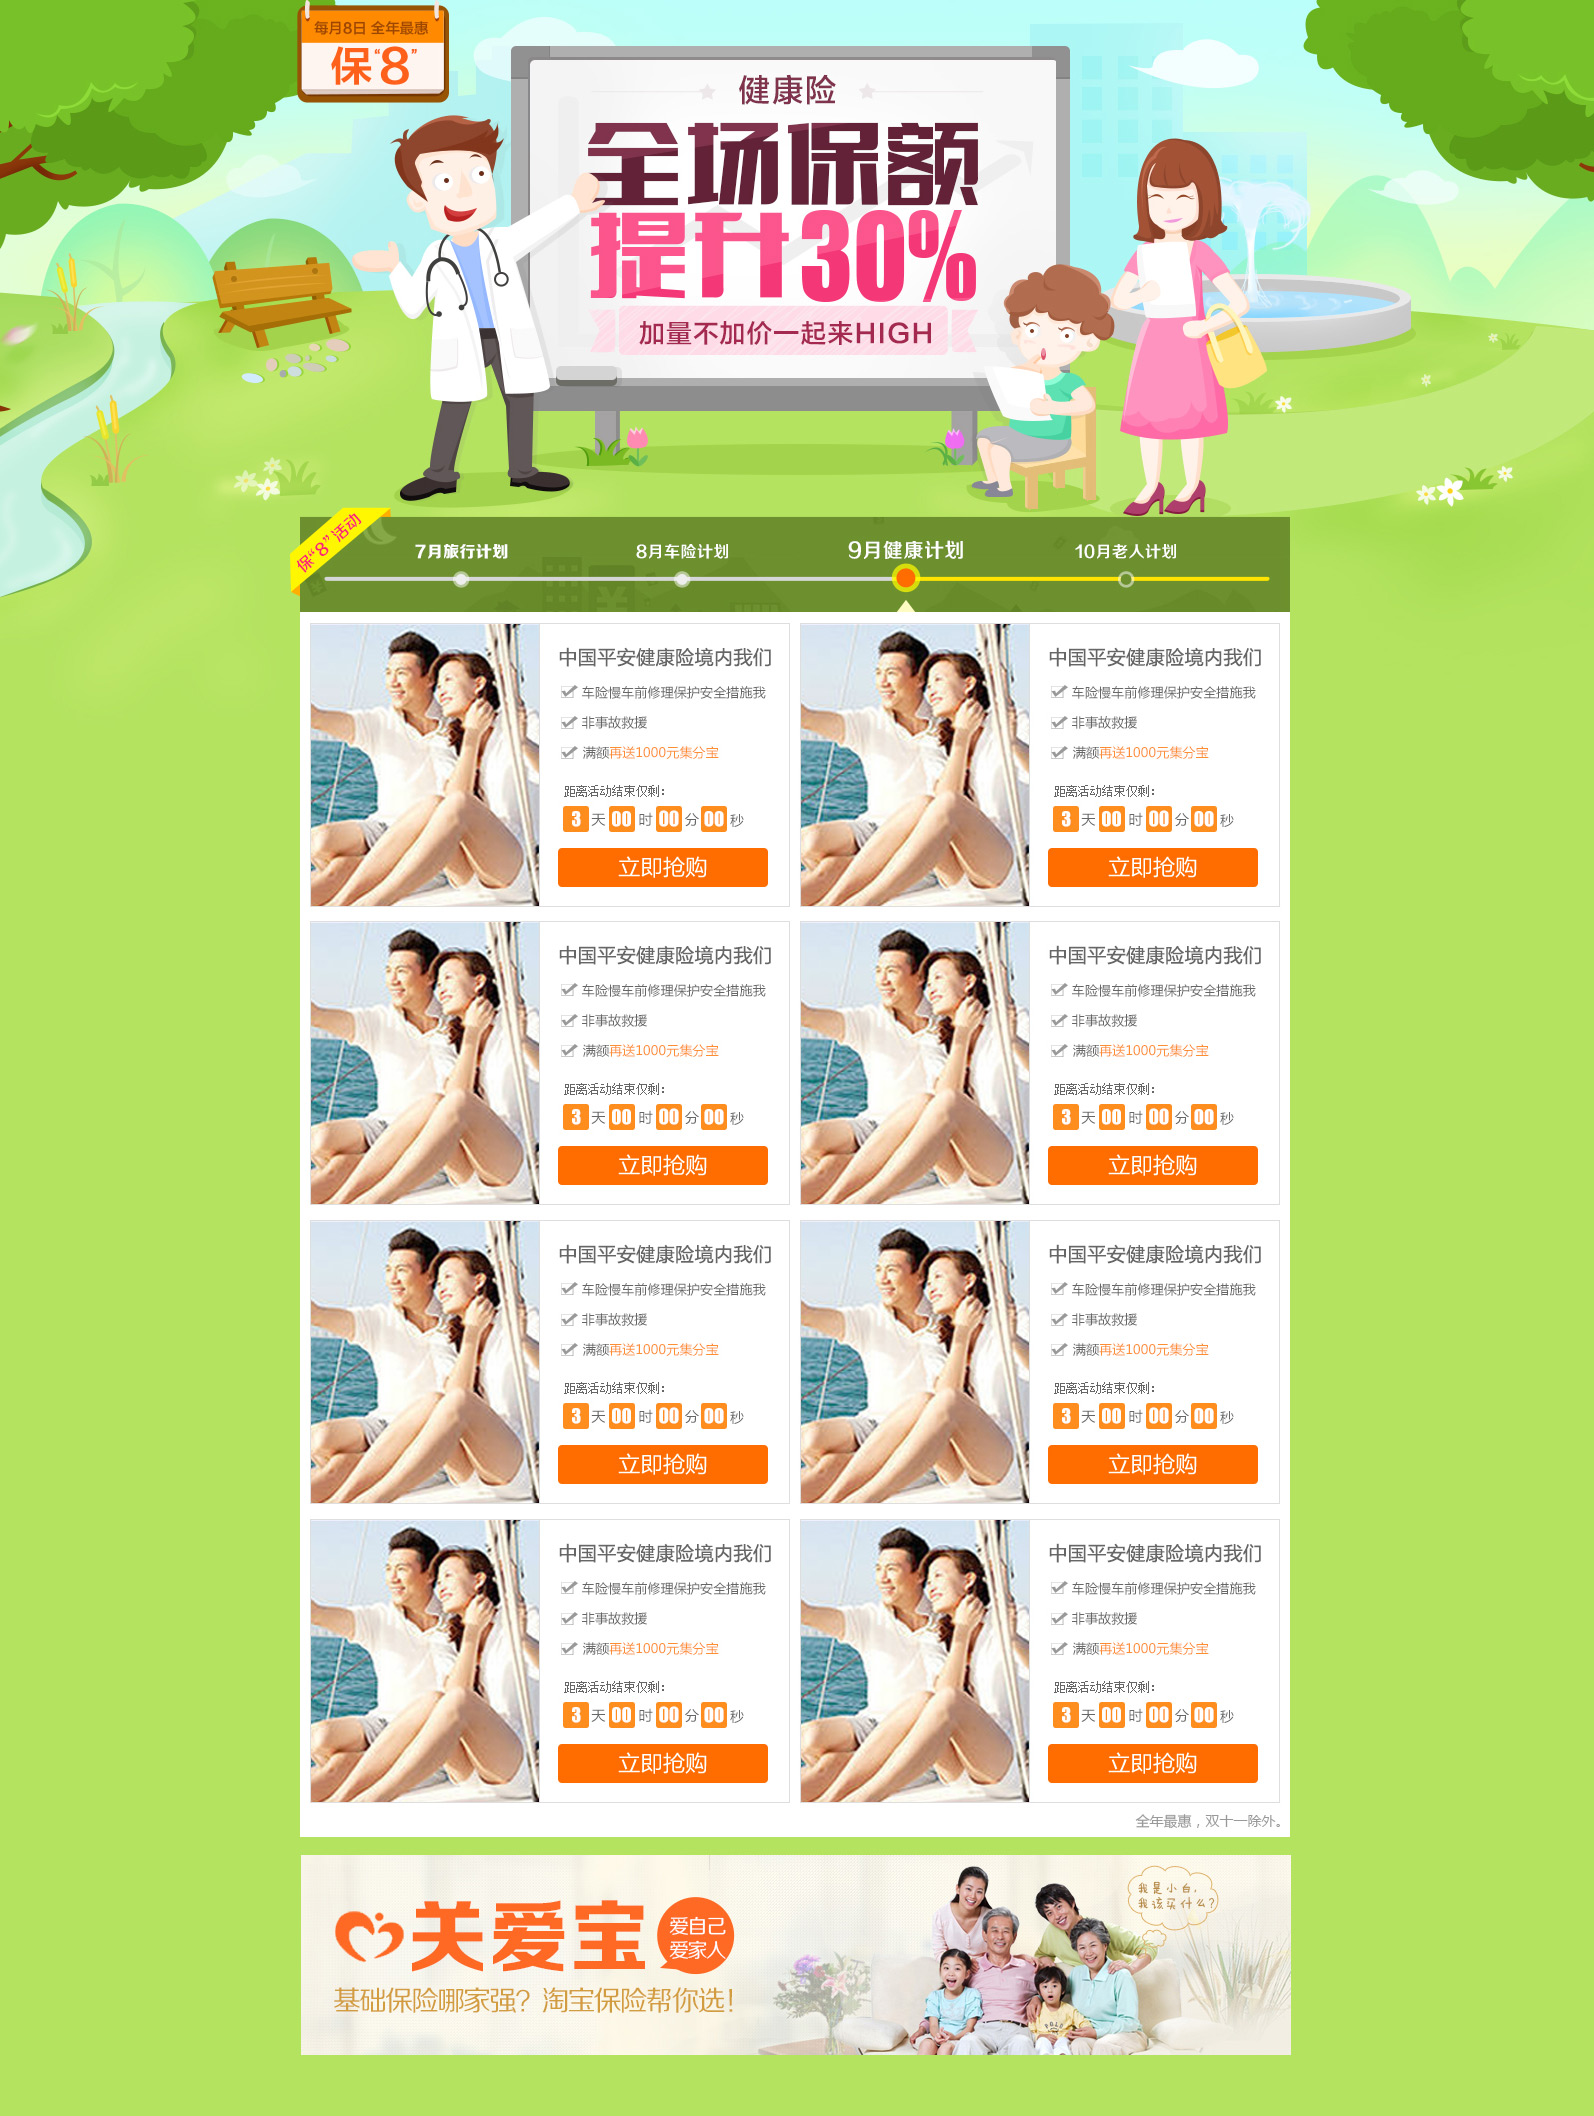 每月8日 全年最惠
保“8”
健康险
全场保额
提升30%
加量不加价一起来HIGH
保“8”活动
7月旅行计划
8月车险计划
9月健康计划
10月老人计划
中国平安健康险境内我们
车险慢车前修理保护安全措施我
非事故救援
满额再送1000元集分宝
距离活动结束仅剩：
3 天 00 时 00 分 00 秒
立即抢购
中国平安健康险境内我们
车险慢车前修理保护安全措施我
非事故救援
满额再送1000元集分宝
距离活动结束仅剩：
3 天 00 时 00 分 00 秒
立即抢购
中国平安健康险境内我们
车险慢车前修理保护安全措施我
非事故救援
满额再送1000元集分宝
距离活动结束仅剩：
3 天 00 时 00 分 00 秒
立即抢购
中国平安健康险境内我们
车险慢车前修理保护安全措施我
非事故救援
满额再送1000元集分宝
距离活动结束仅剩：
3 天 00 时 00 分 00 秒
立即抢购
中国平安健康险境内我们
车险慢车前修理保护安全措施我
非事故救援
满额再送1000元集分宝
距离活动结束仅剩：
3 天 00 时 00 分 00 秒
立即抢购
中国平安健康险境内我们
车险慢车前修理保护安全措施我
非事故救援
满额再送1000元集分宝
距离活动结束仅剩：
3 天 00 时 00 分 00 秒
立即抢购
中国平安健康险境内我们
车险慢车前修理保护安全措施我
非事故救援
满额再送1000元集分宝
距离活动结束仅剩：
3 天 00 时 00 分 00 秒
立即抢购
中国平安健康险境内我们
车险慢车前修理保护安全措施我
非事故救援
满额再送1000元集分宝
距离活动结束仅剩：
3 天 00 时 00 分 00 秒
立即抢购
全年最惠，双十一除外。
关爱宝
爱自己
爱家人
基础保险哪家强？淘宝保险帮你选！
我是小白，
我该买什么？